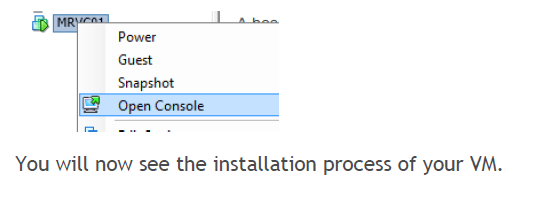 MRVC01
Power
Guest
Snapshot
Open Console
You will now see the installation process of your VM.